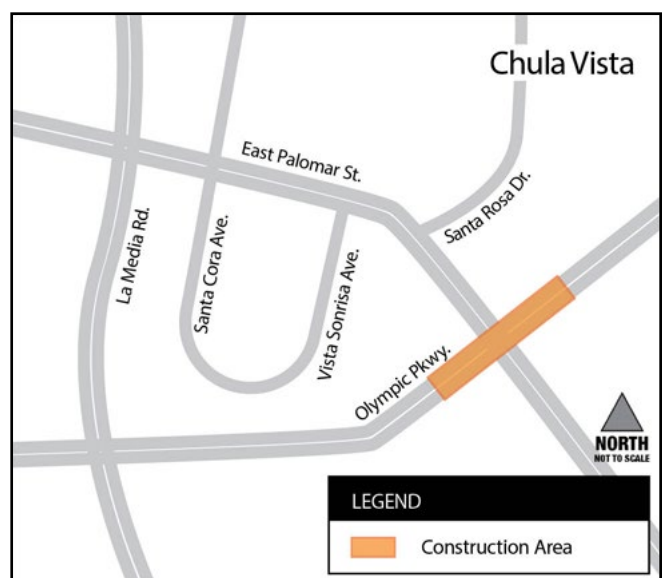 Chula Vista
East Palomar St.
Santa Rosa Dr.
La Media Rd.
Santa Cora Ave.
Vista Sonrisa Ave.
Olympic Pkwy.
NORTH
NOT TO SCALE
LEGEND
Construction Area